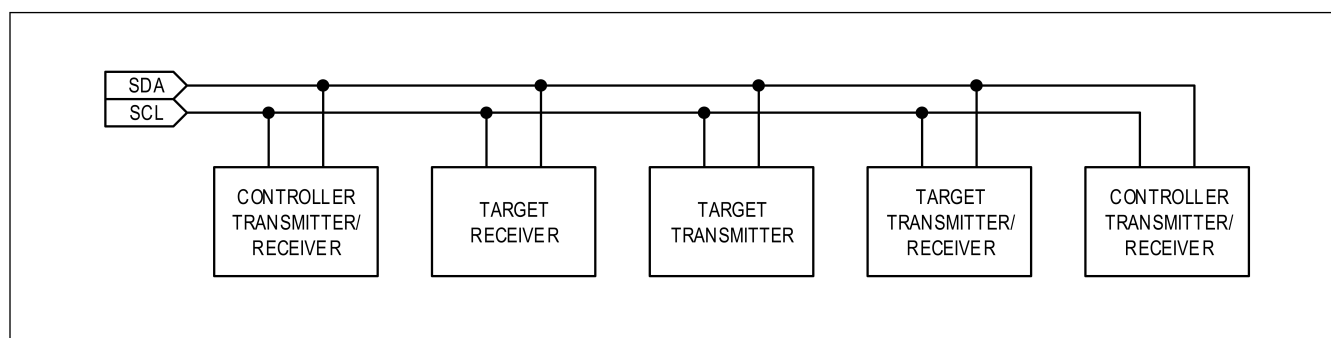 SDA
SCL
CONTROLLER
TRANSMITTER/
RECEIVER
TARGET
RECEIVER
TARGET
TRANSMITTER
TARGET
TRANSMITTER/
RECEIVER
CONTROLLER
TRANSMITTER/
RECEIVER